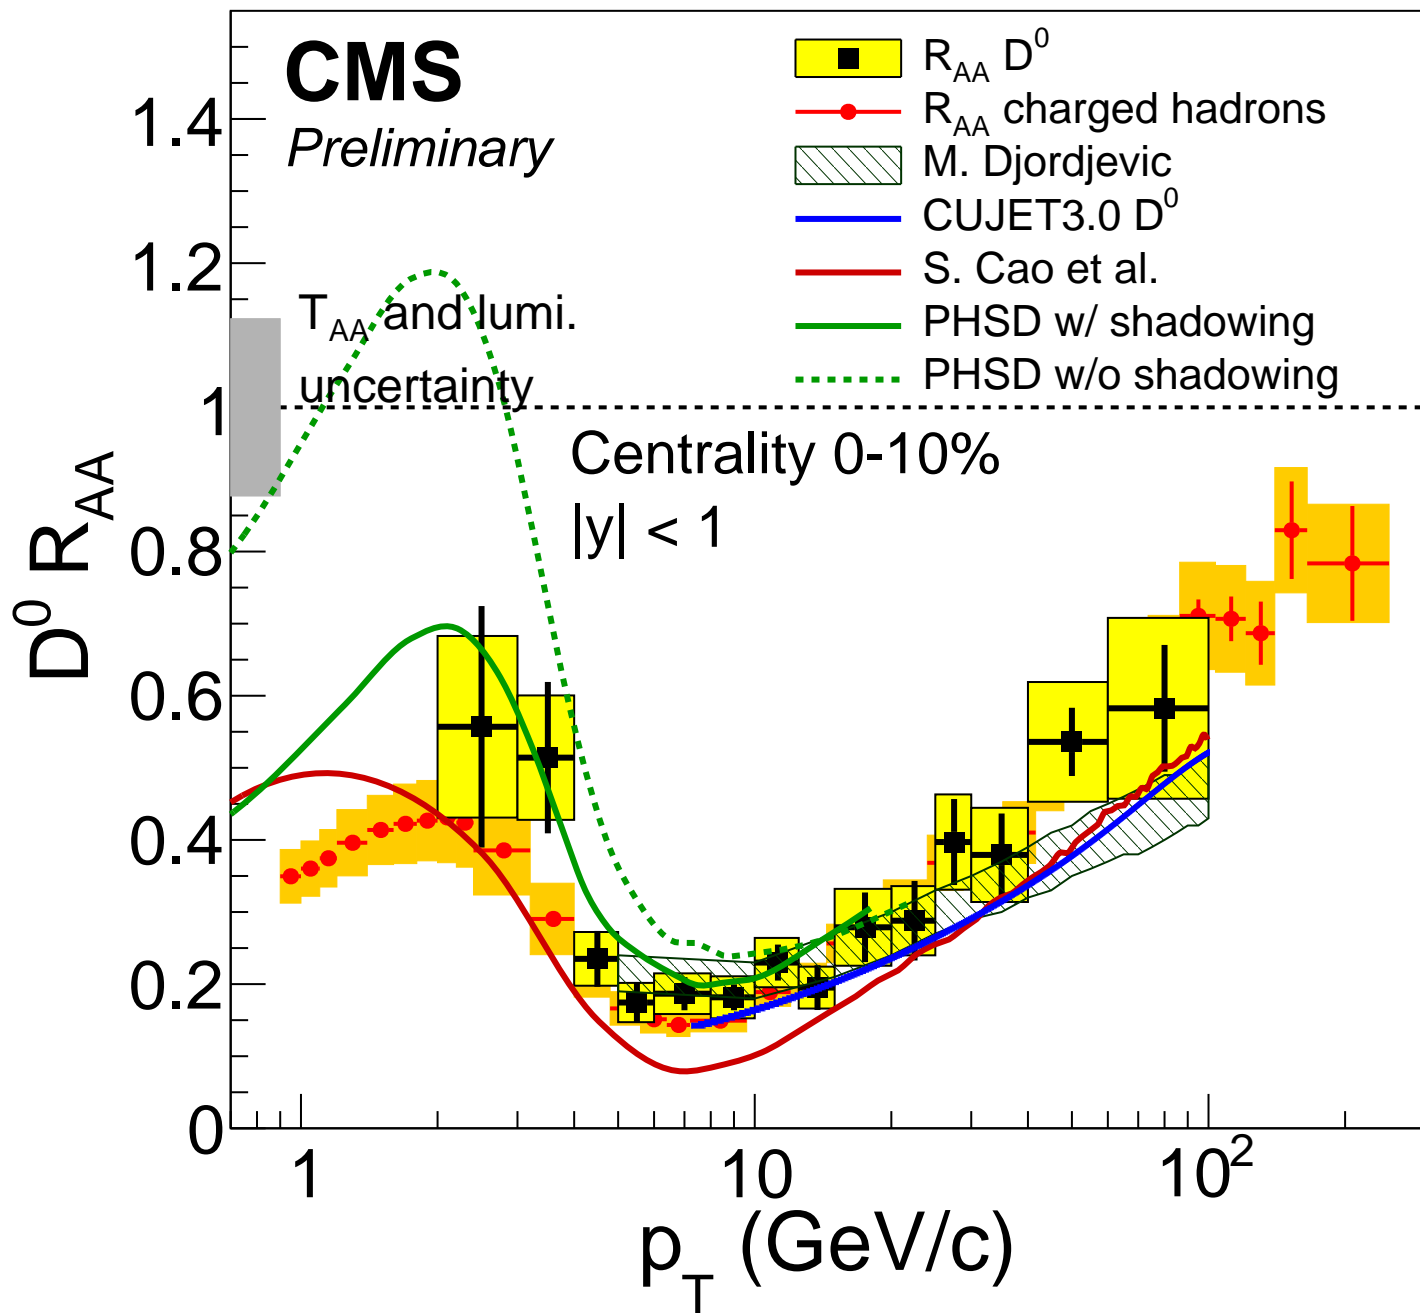 CMS
Preliminary
R_AA D^0
R_AA charged hadrons
M. Djordjevic
CUJET3.0 D^0
S. Cao et al.
PHSD w/ shadowing
PHSD w/o shadowing
T_AA and lumi.
uncertainty
Centrality 0-10%
|y| < 1
D^0 R_AA
1.4
1.2
1
0.8
0.6
0.4
0.2
0
1
10
10^2
p_T (GeV/c)